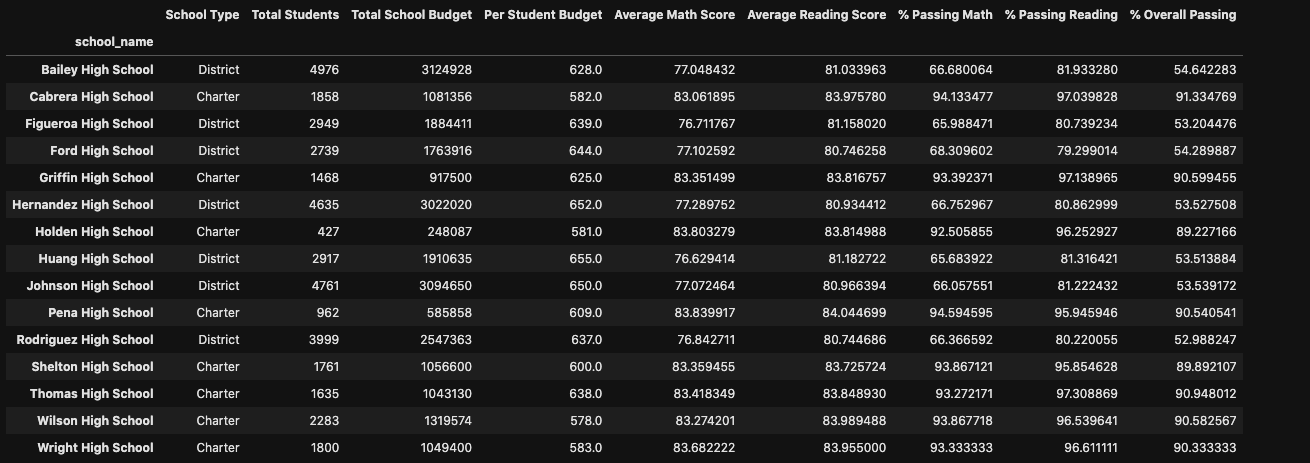 School Type Total Students Total School Budget Per Student Budget Average Math Score Average Reading Score % Passing Math % Passing Reading % Overall Passing
school_name
Bailey High School District 4976 3124928 628.0 77.048432 81.033963 66.680064 81.933280 54.642283
Cabrera High School Charter 1858 1081356 582.0 83.061895 83.975780 94.133477 97.039828 91.334769
Figueroa High School District 2949 1884411 639.0 76.711767 81.158020 65.988471 80.739234 53.204476
Ford High School District 2739 1763916 644.0 77.102592 80.746258 68.309602 79.299014 54.289887
Griffin High School Charter 1468 917500 625.0 83.351499 83.816757 93.392371 97.138965 90.599455
Hernandez High School District 4635 3022020 652.0 77.289752 80.934412 66.752967 80.862999 53.527508
Holden High School Charter 427 248087 581.0 83.803279 83.814988 92.505855 96.252927 89.227166
Huang High School District 2917 1910635 655.0 76.629414 81.182722 65.683922 81.316421 53.513884
Johnson High School District 4761 3094650 650.0 77.072464 80.966394 66.057551 81.222432 53.539172
Pena High School Charter 962 585858 609.0 83.839917 84.044699 94.594595 95.945946 90.540541
Rodriguez High School District 3999 2547363 637.0 76.842711 80.744686 66.366592 80.220055 52.988247
Shelton High School Charter 1761 1056600 600.0 83.359455 83.725724 93.867121 95.854628 89.892107
Thomas High School Charter 1635 1043130 638.0 83.418349 83.848930 93.272171 97.308869 90.948012
Wilson High School Charter 2283 1319574 578.0 83.274201 83.989488 93.867718 96.539641 90.582567
Wright High School Charter 1800 1049400 583.0 83.682222 83.955000 93.333333 96.611111 90.333333